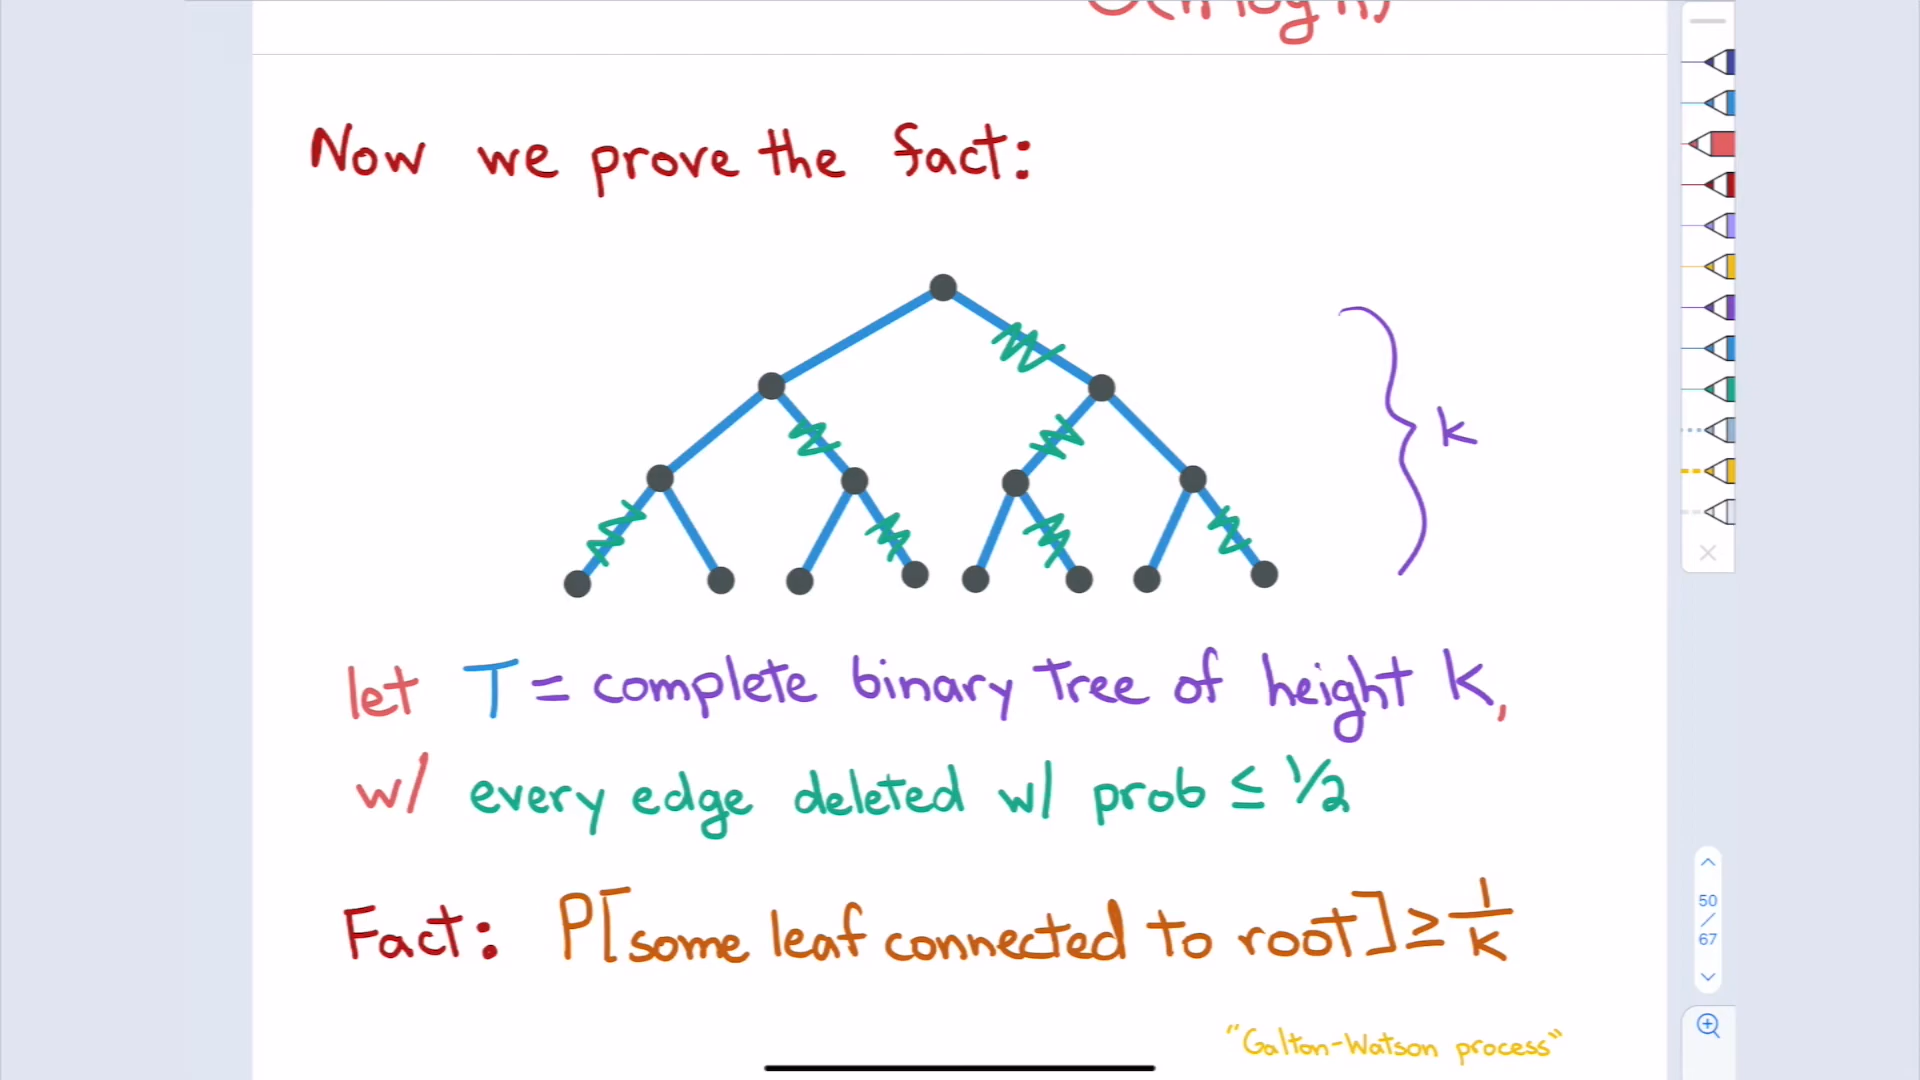 O(n log n)
Now we prove the fact:
k
let T = complete binary tree of height k,
w/ every edge deleted w/ prob ≤ 1/2
Fact: P[some leaf connected to root] ≥ 1/k
"Galton-Watson process"
50
/
67